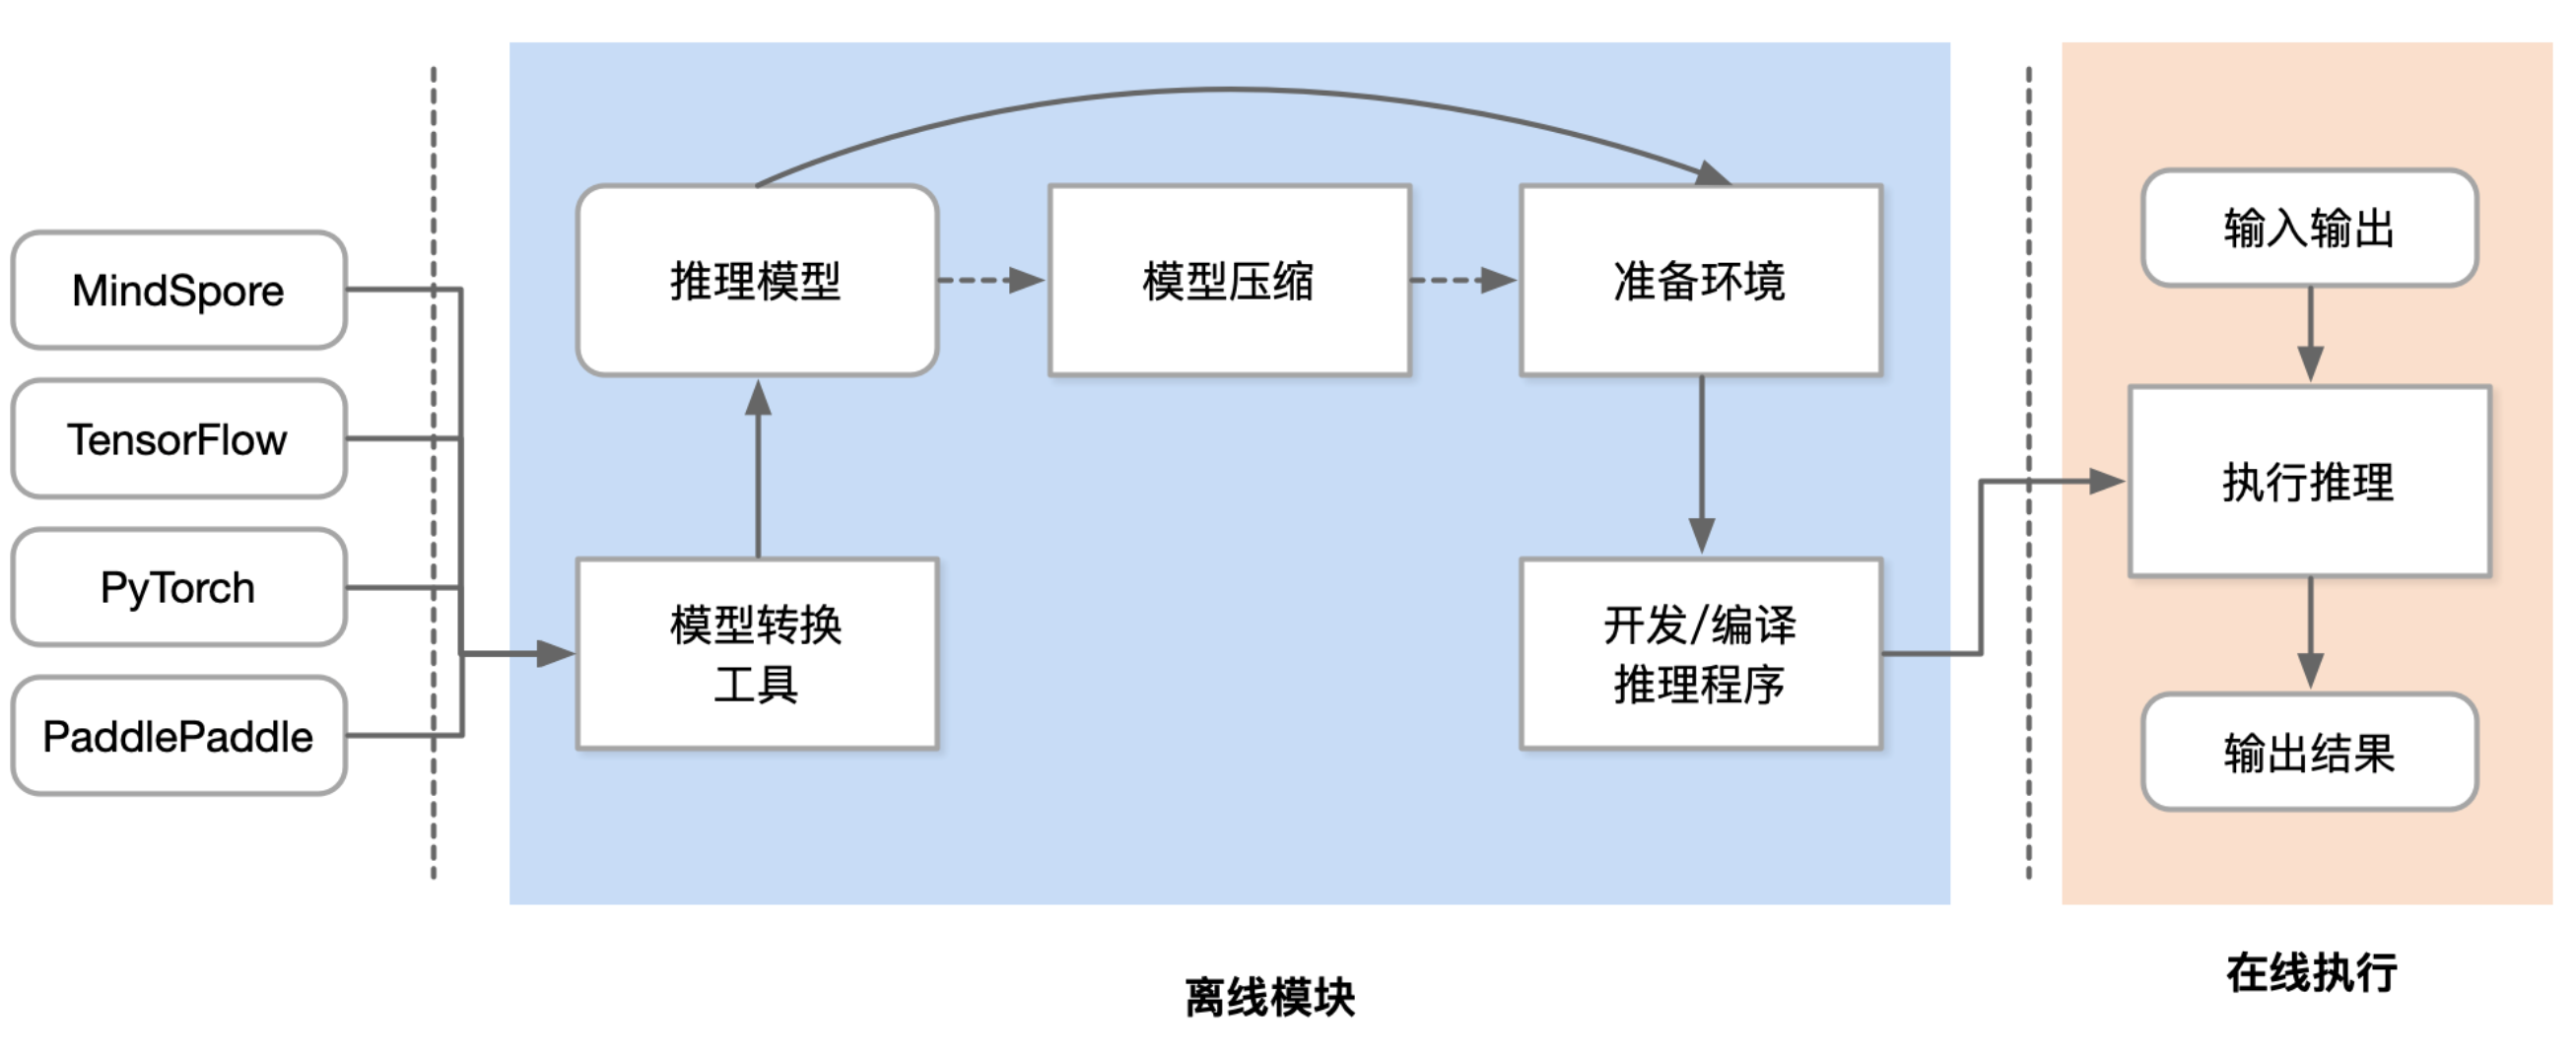 MindSpore
TensorFlow
PyTorch
PaddlePaddle
推理模型
模型压缩
准备环境
模型转换
工具
开发/编译
推理程序
离线模块
输入输出
执行推理
输出结果
在线执行